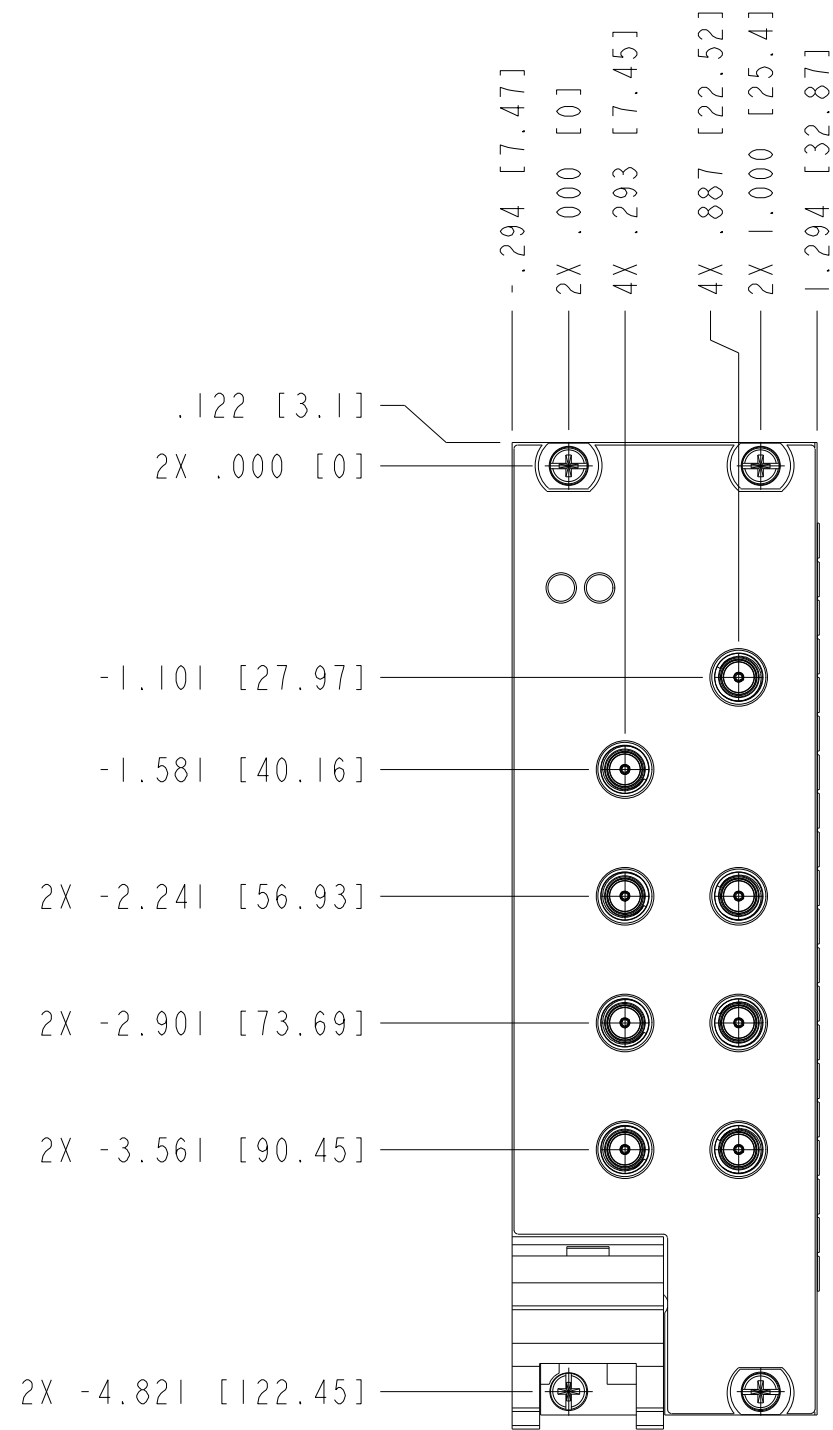 -.294 [7.47]
2X .000 [0]
4X .293 [7.45]
4X .887 [22.52]
2X 1.000 [25.4]
1.294 [32.87]
.122 [3.1]
2X .000 [0]
-1.101 [27.97]
-1.581 [40.16]
2X -2.241 [56.93]
2X -2.901 [73.69]
2X -3.561 [90.45]
2X -4.821 [122.45]